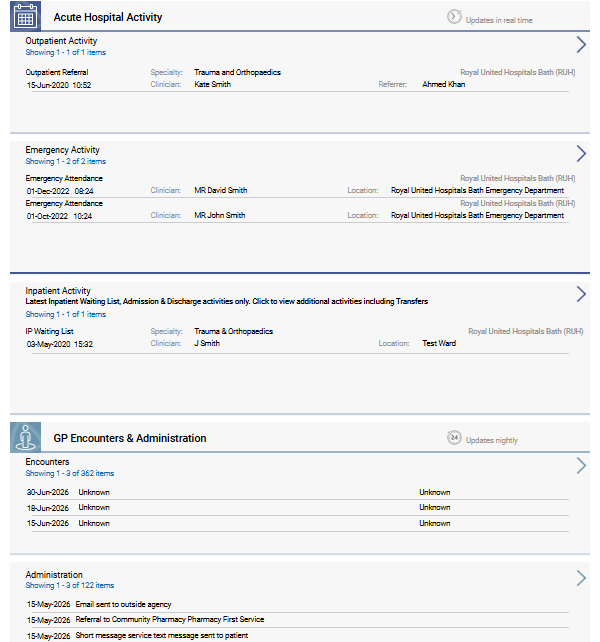 Acute Hospital Activity
Updates in real time
Outpatient Activity
Showing 1 - 1 of 1 items
Outpatient Referral Specialty: Trauma and Orthopaedics Royal United Hospitals Bath (RUH)
15-Jun-2020 10:52 Clinician: Kate Smith Referrer: Ahmed Khan
Emergency Activity
Showing 1 - 2 of 2 items
Emergency Attendance Royal United Hospitals Bath (RUH)
01-Dec-2022 08:24 Clinician: MR David Smith Location: Royal United Hospitals Bath Emergency Department
Emergency Attendance Royal United Hospitals Bath (RUH)
01-Oct-2022 10:24 Clinician: MR John Smith Location: Royal United Hospitals Bath Emergency Department
Inpatient Activity
Latest Inpatient Waiting List, Admission & Discharge activities only. Click to view additional activities including Transfers
Showing 1 - 1 of 1 items
IP Waiting List Specialty: Trauma & Orthopaedics Royal United Hospitals Bath (RUH)
03-May-2020 15:32 Clinician: J Smith Location: Test Ward
GP Encounters & Administration
24 Updates nightly
Encounters
Showing 1 - 3 of 362 items
30-Jun-2026 Unknown Unknown
18-Jun-2026 Unknown Unknown
15-Jun-2026 Unknown Unknown
Administration
Showing 1 - 3 of 122 items
15-May-2026 Email sent to outside agency
15-May-2026 Referral to Community Pharmacy Pharmacy First Service
15-May-2026 Short message service text message sent to patient